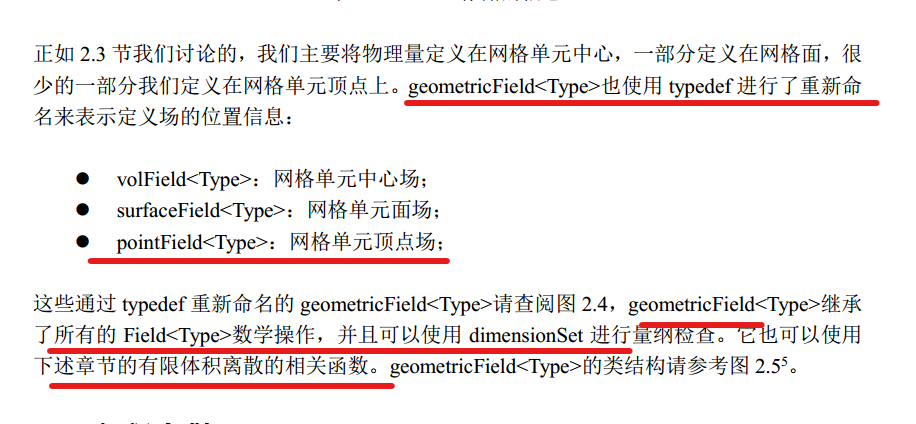 正如 2.3 节我们讨论的，我们主要将物理量定义在网格单元中心，一部分定义在网格面，很
少的一部分我们定义在网格单元顶点上。geometricField<Type>也使用 typedef 进行了重新命
名来表示定义场的位置信息：
● volField<Type>：网格单元中心场；
● surfaceField<Type>：网格单元面场；
● pointField<Type>：网格单元顶点场；
这些通过 typedef 重新命名的 geometricField<Type>请查阅图 2.4，geometricField<Type>继承
了所有的 Field<Type>数学操作，并且可以使用 dimensionSet 进行量纲检查。它也可以使用
下述章节的有限体积离散的相关函数。geometricField<Type>的类结构请参考图 2.5⁵。